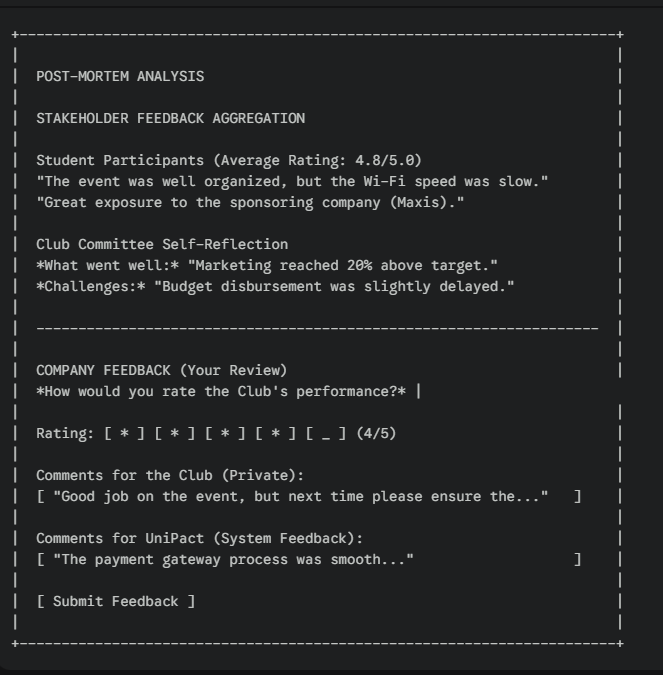 POST-MORTEM ANALYSIS
STAKEHOLDER FEEDBACK AGGREGATION
Student Participants (Average Rating: 4.8/5.0)
"The event was well organized, but the Wi-Fi speed was slow."
"Great exposure to the sponsoring company (Maxis)."
Club Committee Self-Reflection
*What went well:* "Marketing reached 20% above target."
*Challenges:* "Budget disbursement was slightly delayed."
COMPANY FEEDBACK (Your Review)
*How would you rate the Club's performance?* |
Rating: [ * ] [ * ] [ * ] [ * ] [ _ ] (4/5)
Comments for the Club (Private):
[ "Good job on the event, but next time please ensure the..." ]
Comments for UniPact (System Feedback):
[ "The payment gateway process was smooth..." ]
[ Submit Feedback ]